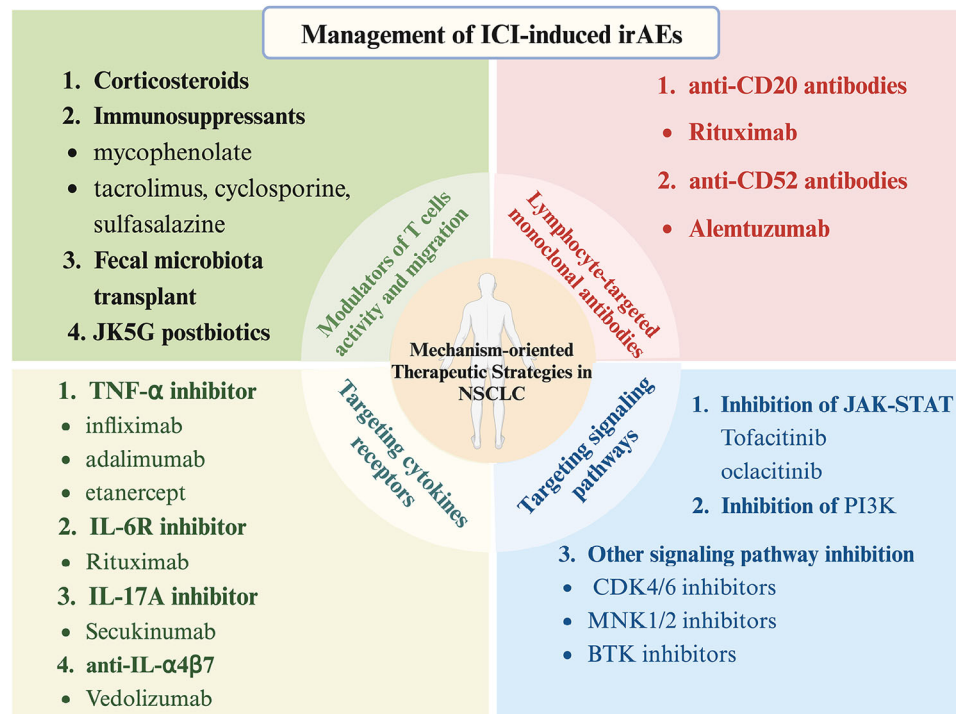 Management of ICI-induced irAEs
1. Corticosteroids
2. Immunosuppressants
• mycophenolate
• tacrolimus, cyclosporine,
sulfasalazine
3. Fecal microbiota
transplant
4. JK5G postbiotics
1. anti-CD20 antibodies
• Rituximab
2. anti-CD52 antibodies
• Alemtuzumab
Modulators of T cells
activity and migration
Lymphocyte-targeted
monoclonal antibodies
Mechanism-oriented
Therapeutic Strategies in
NSCLC
Targeting cytokines
receptors
Targeting signaling
pathways
1. TNF-α inhibitor
• infliximab
• adalimumab
• etanercept
2. IL-6R inhibitor
• Rituximab
3. IL-17A inhibitor
• Secukinumab
4. anti-IL-α4β7
• Vedolizumab
1. Inhibition of JAK-STAT
Tofacitinib
oclacitinib
2. Inhibition of PI3K
3. Other signaling pathway inhibition
• CDK4/6 inhibitors
• MNK1/2 inhibitors
• BTK inhibitors